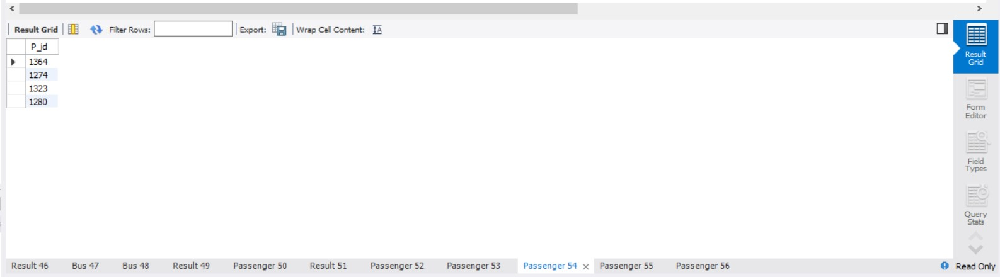 Result Grid Filter Rows: Export: Wrap Cell Content: IA
P_id
1364
1274
1323
1280
Result
Grid
Form
Editor
Field
Types
Query
Stats
Result 46 Bus 47 Bus 48 Result 49 Passenger 50 Result 51 Passenger 52 Passenger 53 Passenger 54 Passenger 55 Passenger 56 Read Only